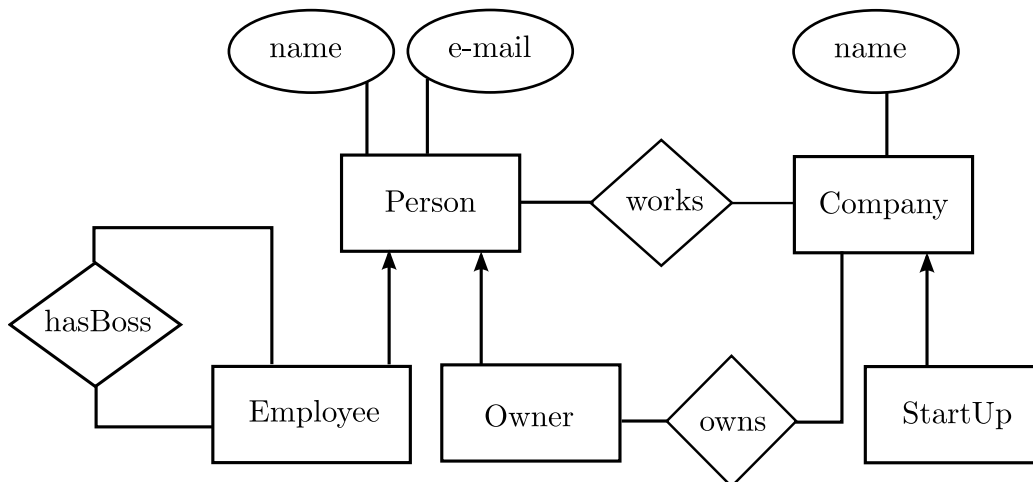 name
e-mail
name
Person
works
Company
hasBoss
Employee
Owner
owns
StartUp